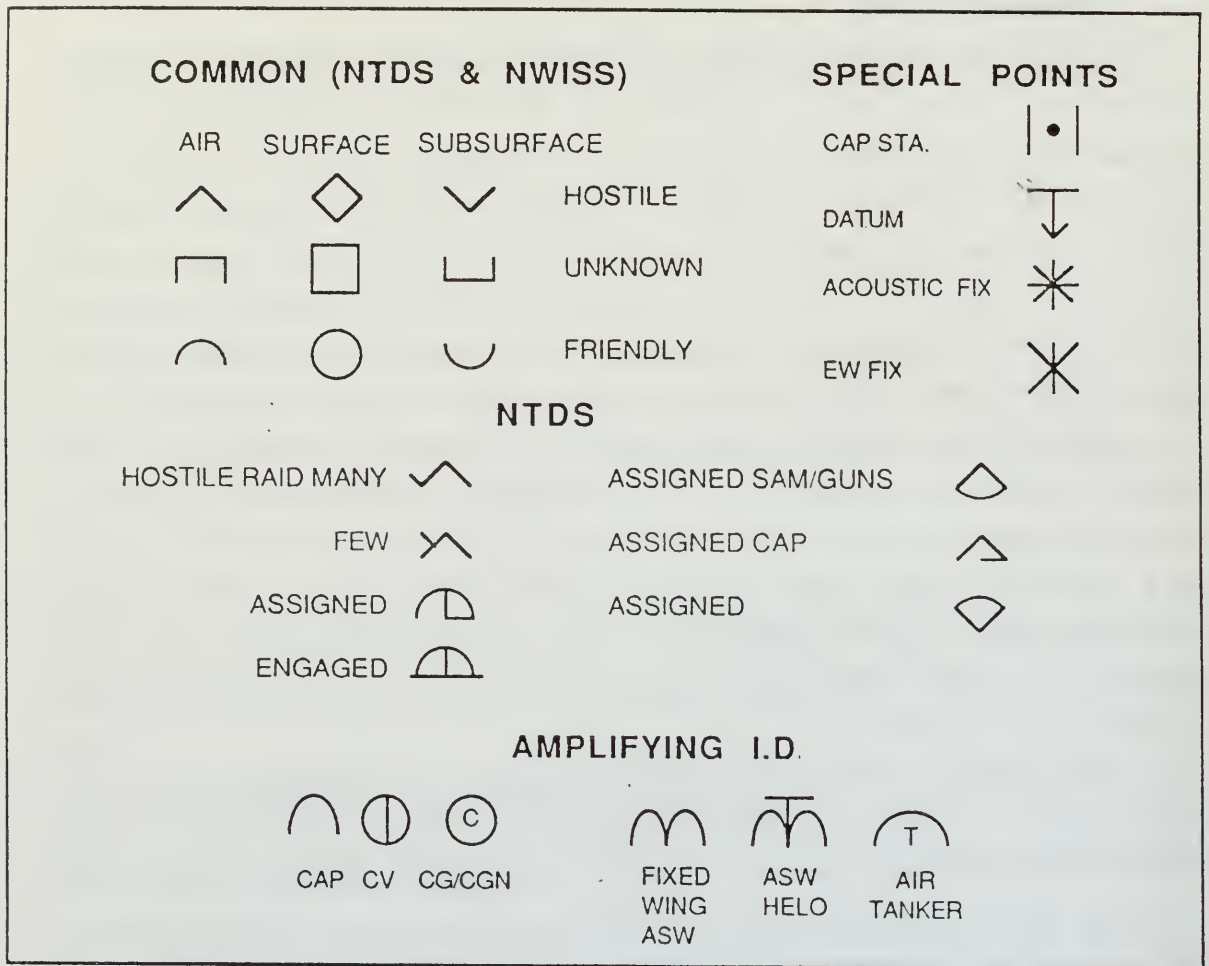 COMMON (NTDS & NWISS)
AIR SURFACE SUBSURFACE
HOSTILE
UNKNOWN
FRIENDLY
SPECIAL POINTS
CAP STA.
DATUM
ACOUSTIC FIX
EW FIX
NTDS
HOSTILE RAID MANY
FEW
ASSIGNED
ENGAGED
ASSIGNED SAM/GUNS
ASSIGNED CAP
ASSIGNED
AMPLIFYING I.D.
C
T
CAP CV CG/CGN
FIXED
WING
ASW
ASW
HELO
AIR
TANKER